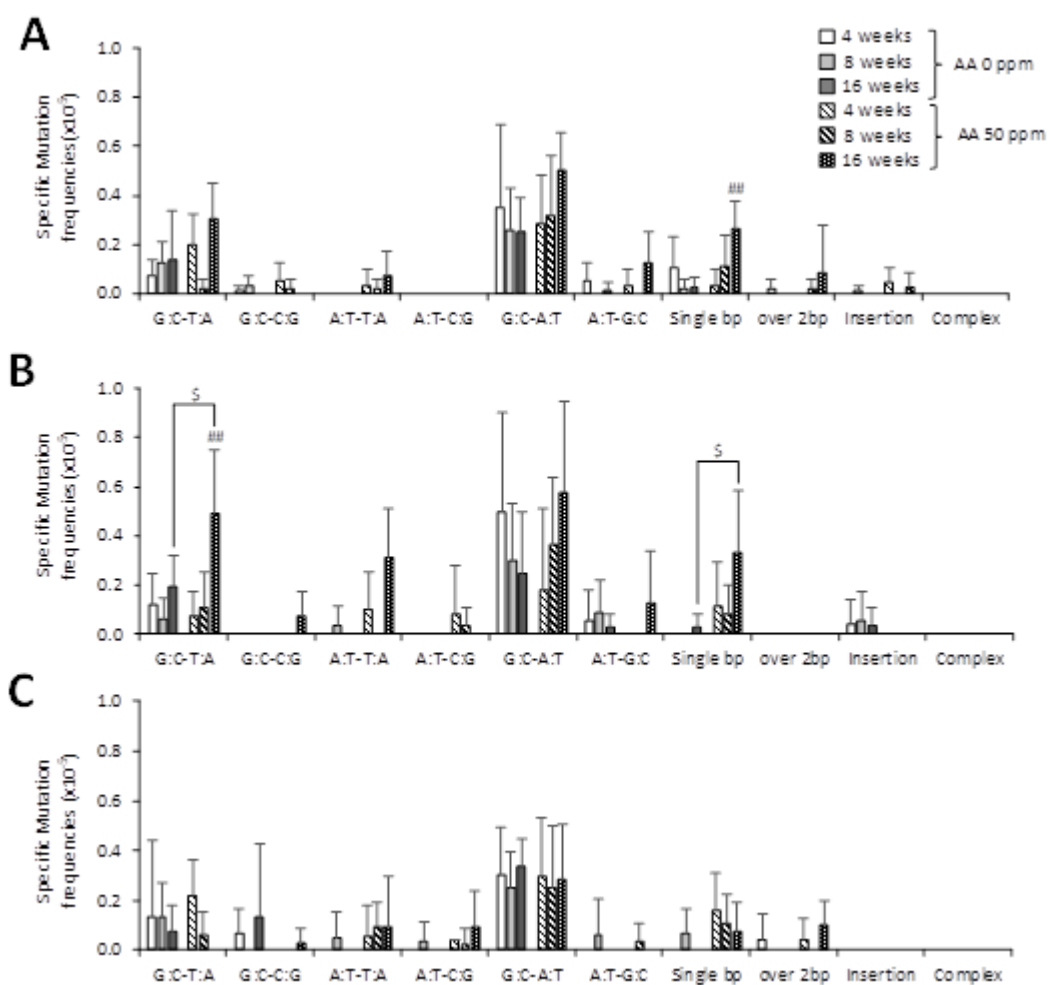 A
Specific Mutation
frequencies (x10-5)
1.0
0.8
0.6
0.4
0.2
0.0
4 weeks
8 weeks
16 weeks
AA 0 ppm
4 weeks
8 weeks
16 weeks
AA 50 ppm
##
G:C-T:A G:C-C:G A:T-T:A A:T-C:G G:C-A:T A:T-G:C Single bp over 2bp Insertion Complex
B
Specific Mutation
frequencies (x10-5)
1.0
0.8
0.6
0.4
0.2
0.0
$
##
$
G:C-T:A G:C-C:G A:T-T:A A:T-C:G G:C-A:T A:T-G:C Single bp over 2bp Insertion Complex
C
Specific Mutation
frequencies (x10-5)
1.0
0.8
0.6
0.4
0.2
0.0
G:C-T:A G:C-C:G A:T-T:A A:T-C:G G:C-A:T A:T-G:C Single bp over 2bp Insertion Complex